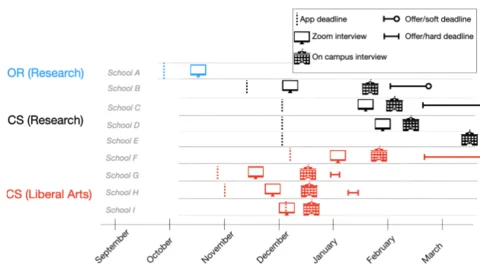 App deadline
Offer/soft deadline
Zoom interview
Offer/hard deadline
On campus interview
OR (Research)
School A
School B
CS (Research)
School C
School D
School E
School F
CS (Liberal Arts)
School G
School H
School I
September
October
November
December
January
February
March